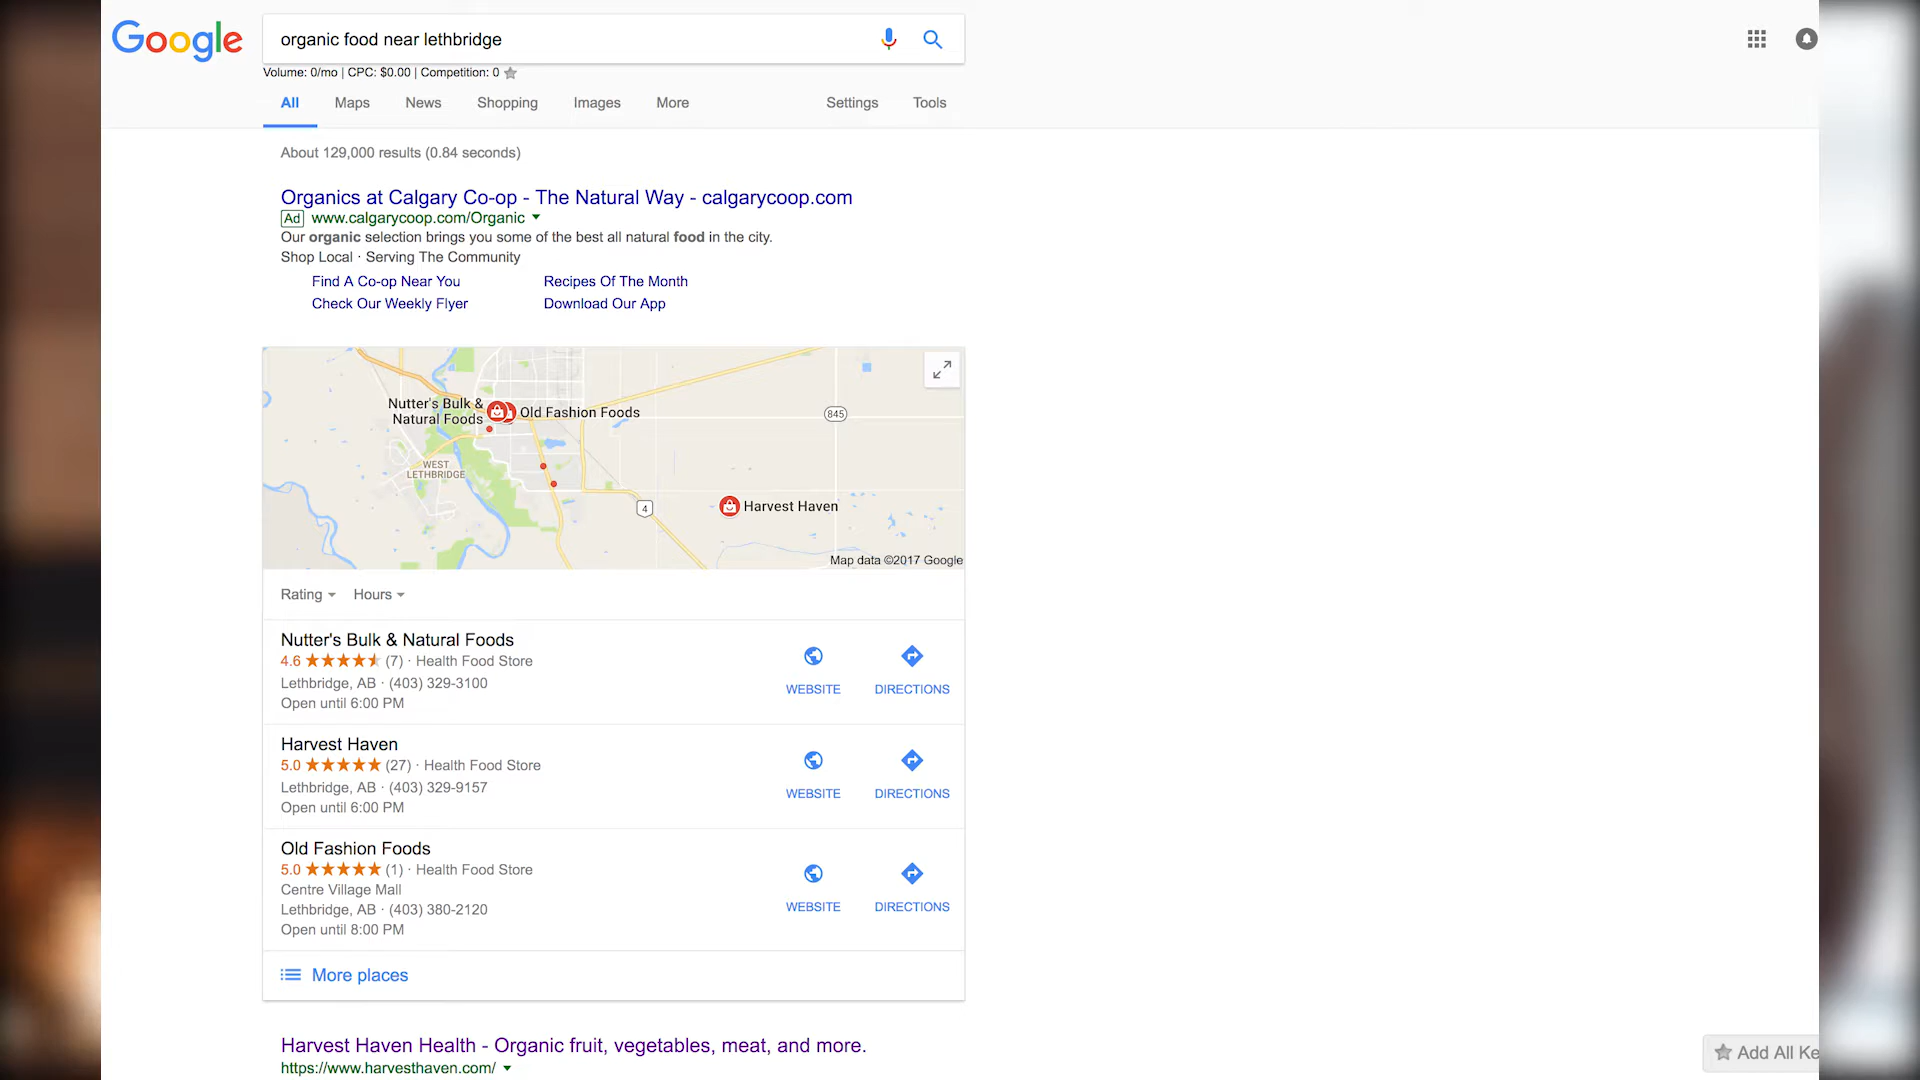 Google
organic food near lethbridge
Volume: 0/mo | CPC: $0.00 | Competition: 0
All Maps News Shopping Images More Settings Tools
About 129,000 results (0.84 seconds)
Organics at Calgary Co-op - The Natural Way - calgarycoop.com
Ad www.calgarycoop.com/Organic
Our organic selection brings you some of the best all natural food in the city.
Shop Local · Serving The Community
Find A Co-op Near You Recipes Of The Month
Check Our Weekly Flyer Download Our App
Nutter's Bulk &
Natural Foods
Old Fashion Foods
845
WEST
LETHBRIDGE
4
Harvest Haven
Map data ©2017 Google
Rating Hours
Nutter's Bulk & Natural Foods
4.6 (7) · Health Food Store
Lethbridge, AB · (403) 329-3100
Open until 6:00 PM
WEBSITE DIRECTIONS
Harvest Haven
5.0 (27) · Health Food Store
Lethbridge, AB · (403) 329-9157
Open until 6:00 PM
WEBSITE DIRECTIONS
Old Fashion Foods
5.0 (1) · Health Food Store
Centre Village Mall
Lethbridge, AB · (403) 380-2120
Open until 8:00 PM
WEBSITE DIRECTIONS
More places
Harvest Haven Health - Organic fruit, vegetables, meat, and more.
https://www.harvesthaven.com/
Add All Ke